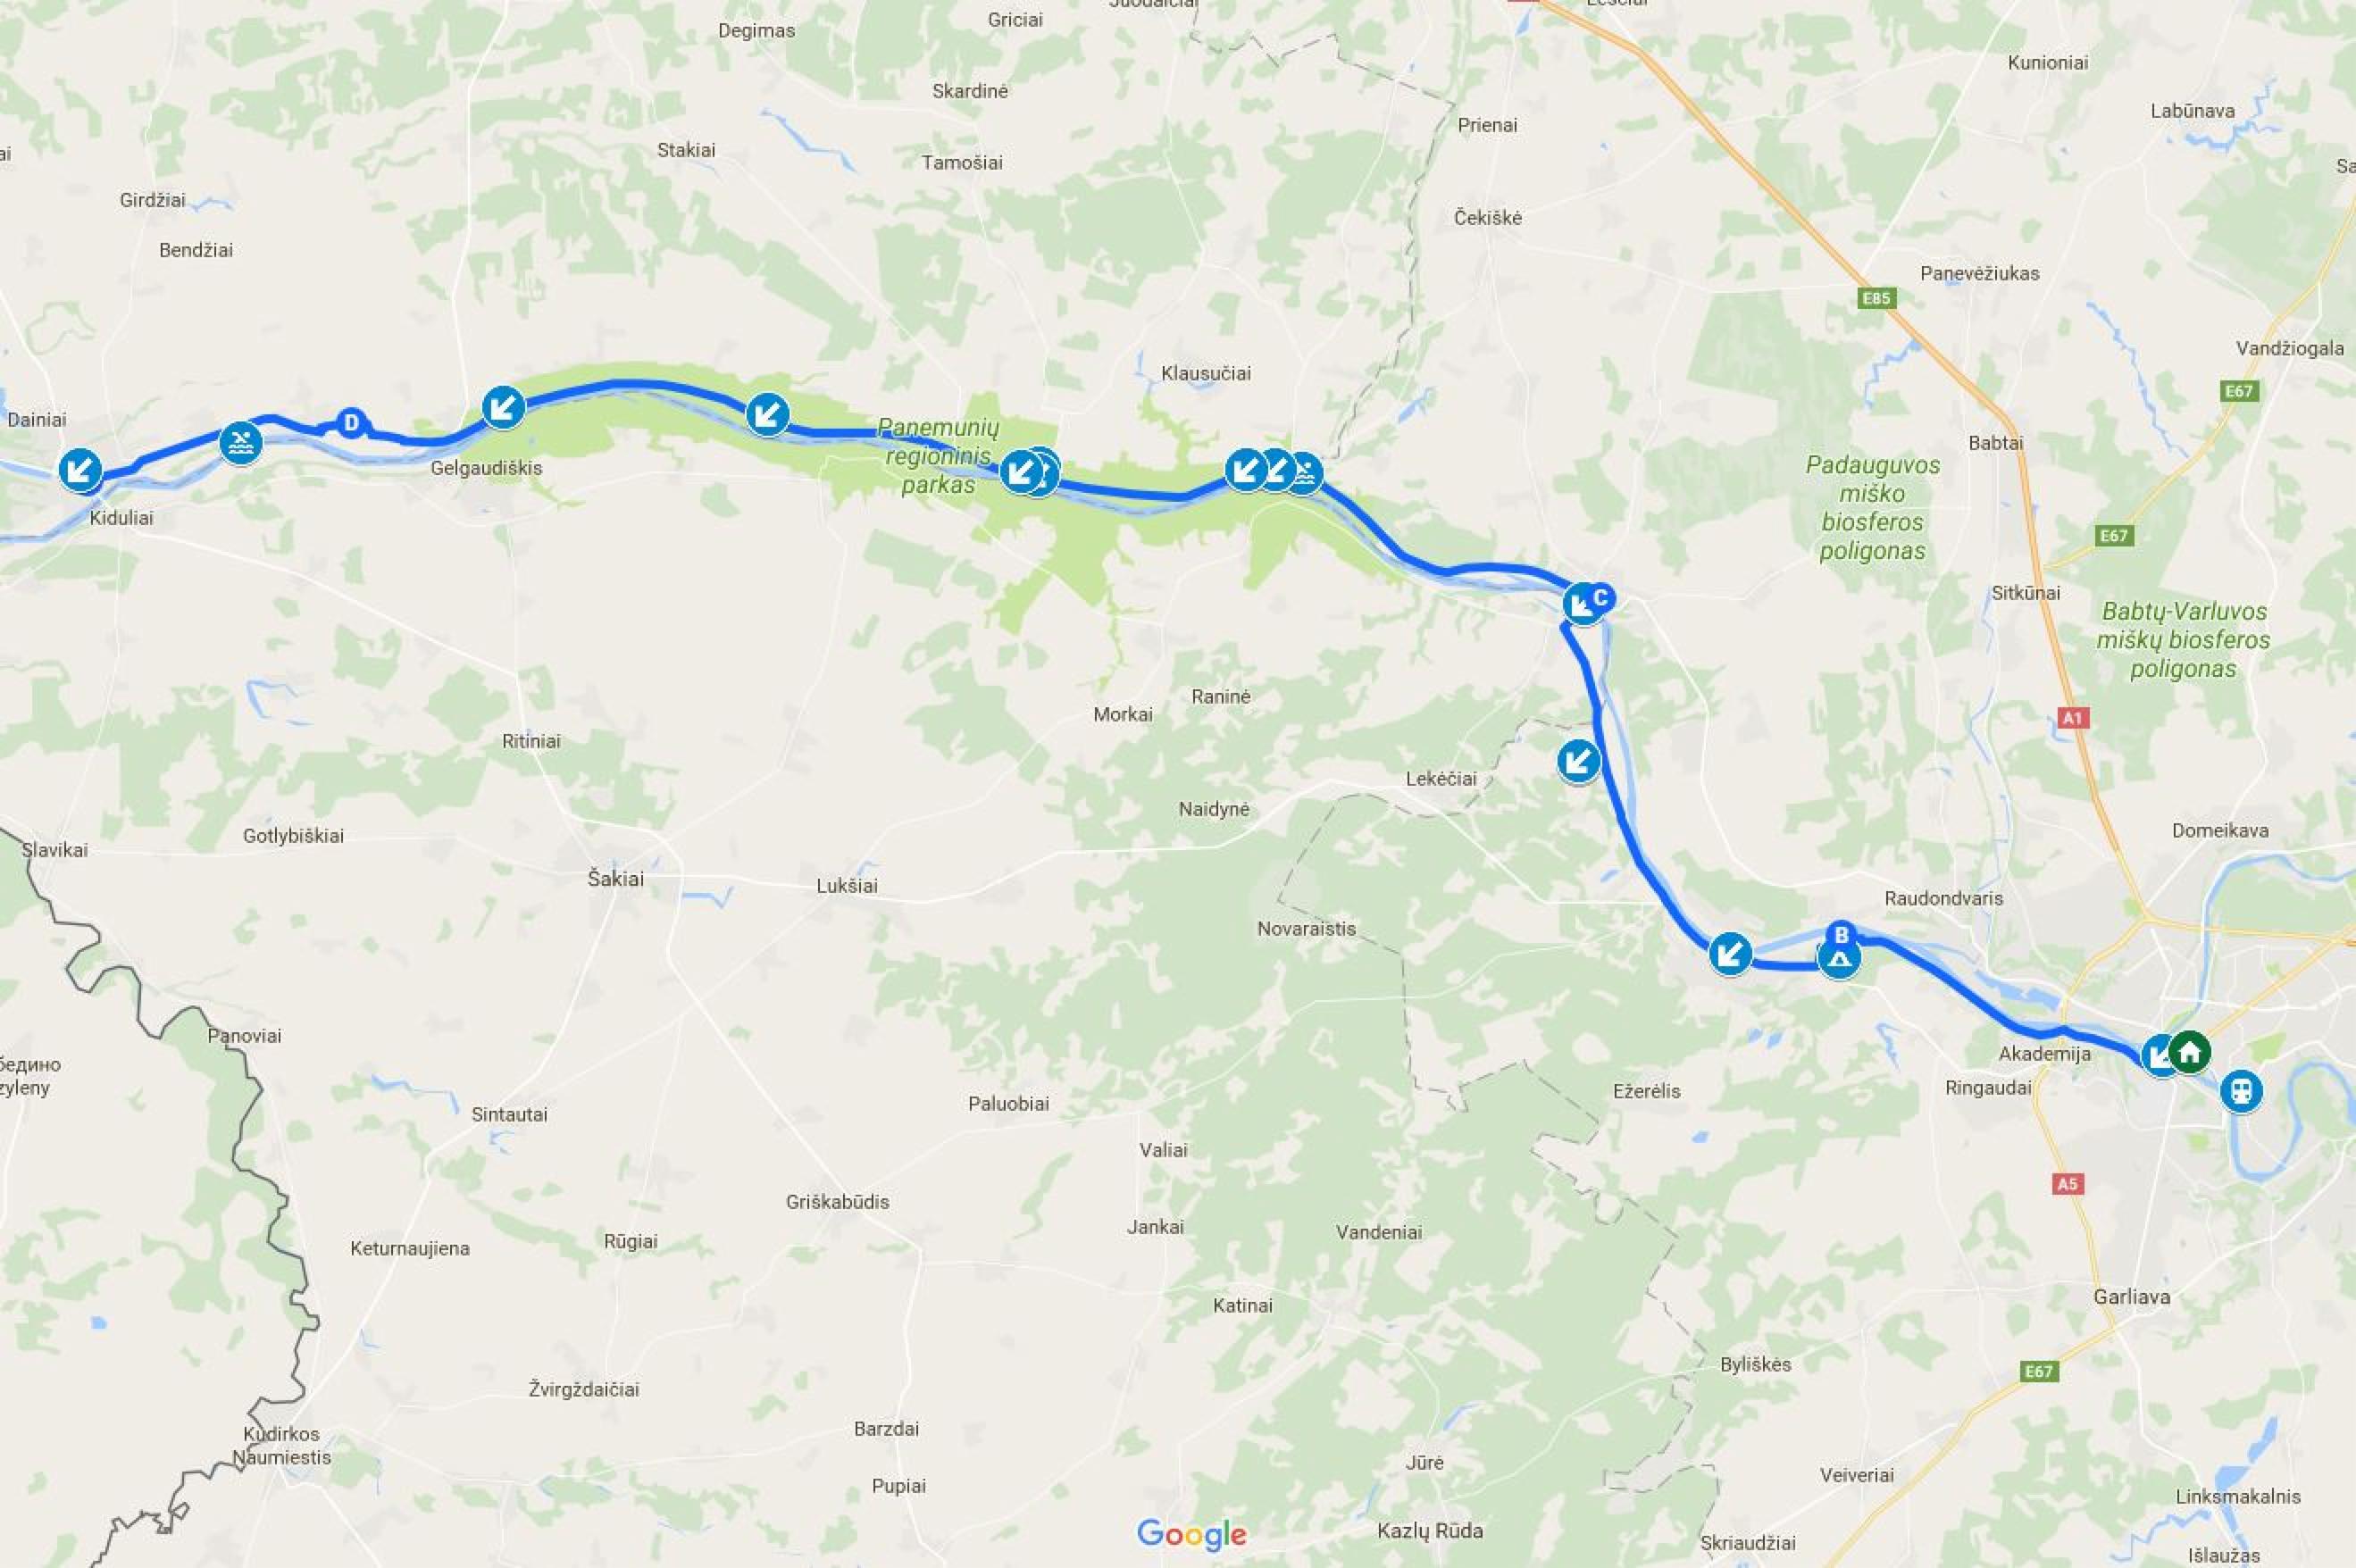 Juodaičiai
Degimas
Griciai
Kunioniai
Skardinė
Labūnava
Prienai
Stakiai
Tamošiai
Girdžiai
Čekiškė
Bendžiai
Panevėžiukas
E85
Vandžiogala
Klausučiai
E67
Dainiai
D
Panemunių
regioninis
parkas
Babtai
Gelgaudiškis
Padauguvos
miško
biosferos
poligonas
Kiduliai
E67
Sitkūnai
C
Babtų-Varluvos
miškų biosferos
poligonas
Raninė
Morkai
A1
Ritiniai
Lekėčiai
Naidynė
Domeikava
Gotlybiškiai
Slavikai
Šakiai
Lukšiai
Raudondvaris
Novaraistis
B
Panoviai
Akademija
Ringaudai
Ežerėlis
Paluobiai
Sintautai
Valiai
A5
Griškabūdis
Jankai
Vandeniai
Keturnaujiena
Rūgiai
Garliava
Katinai
Byliškės
E67
Žvirgždaičiai
Barzdai
Kudirkos
Naumiestis
Jūrė
Veiveriai
Pupiai
Linksmakalnis
Google
Kazlų Rūda
Skriaudžiai
Išlaužas